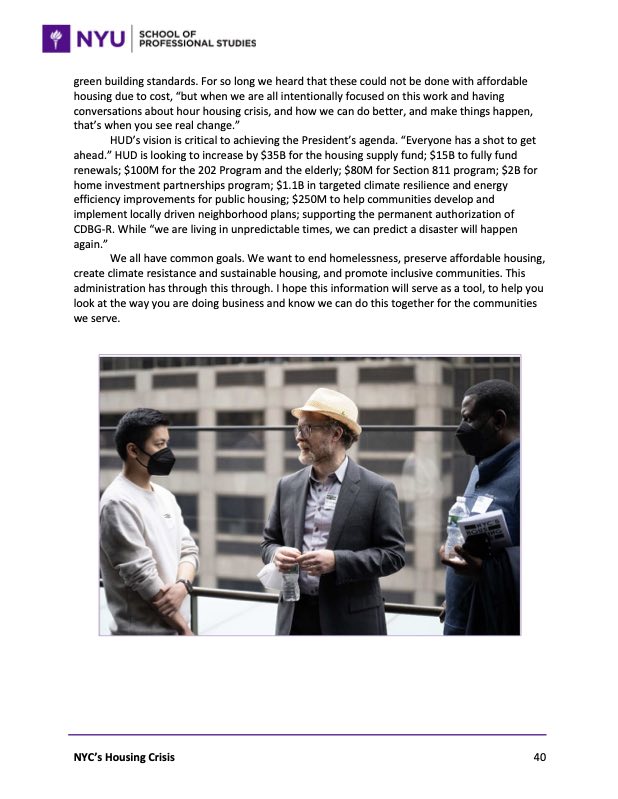 NYU
SCHOOL OF
PROFESSIONAL STUDIES
green building standards. For so long we heard that these could not be done with affordable
housing due to cost, “but when we are all intentionally focused on this work and having
conversations about hour housing crisis, and how we can do better, and make things happen,
that’s when you see real change.”
HUD’s vision is critical to achieving the President’s agenda. “Everyone has a shot to get
ahead.” HUD is looking to increase by $35B for the housing supply fund; $15B to fully fund
renewals; $100M for the 202 Program and the elderly; $80M for Section 811 program; $2B for
home investment partnerships program; $1.1B in targeted climate resilience and energy
efficiency improvements for public housing; $250M to help communities develop and
implement locally driven neighborhood plans; supporting the permanent authorization of
CDBG-R. While “we are living in unpredictable times, we can predict a disaster will happen
again.”
We all have common goals. We want to end homelessness, preserve affordable housing,
create climate resistance and sustainable housing, and promote inclusive communities. This
administration has through this through. I hope this information will serve as a tool, to help you
look at the way you are doing business and know we can do this together for the communities
we serve.
NYC’S
NYC’s Housing Crisis
40